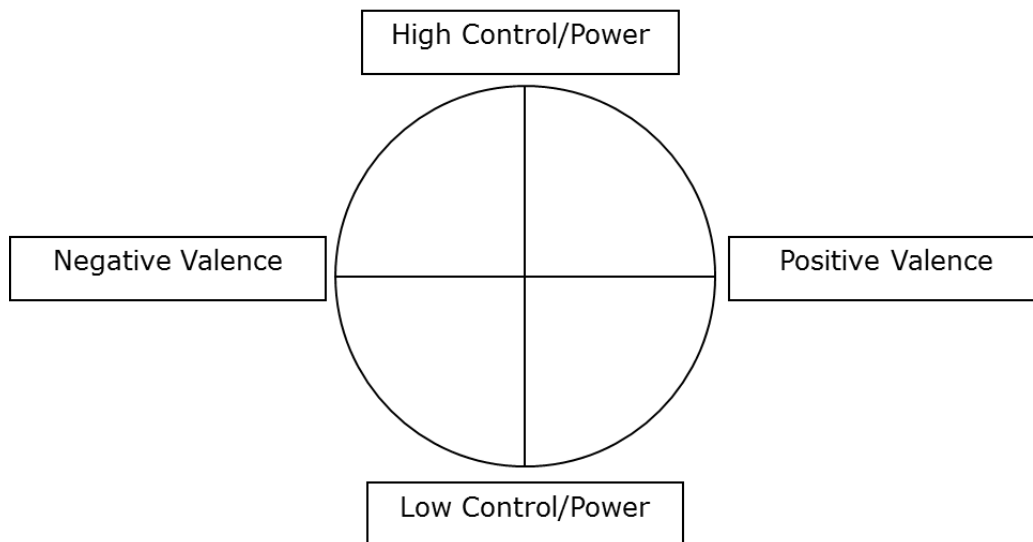 High Control/Power
Negative Valence
Positive Valence
Low Control/Power